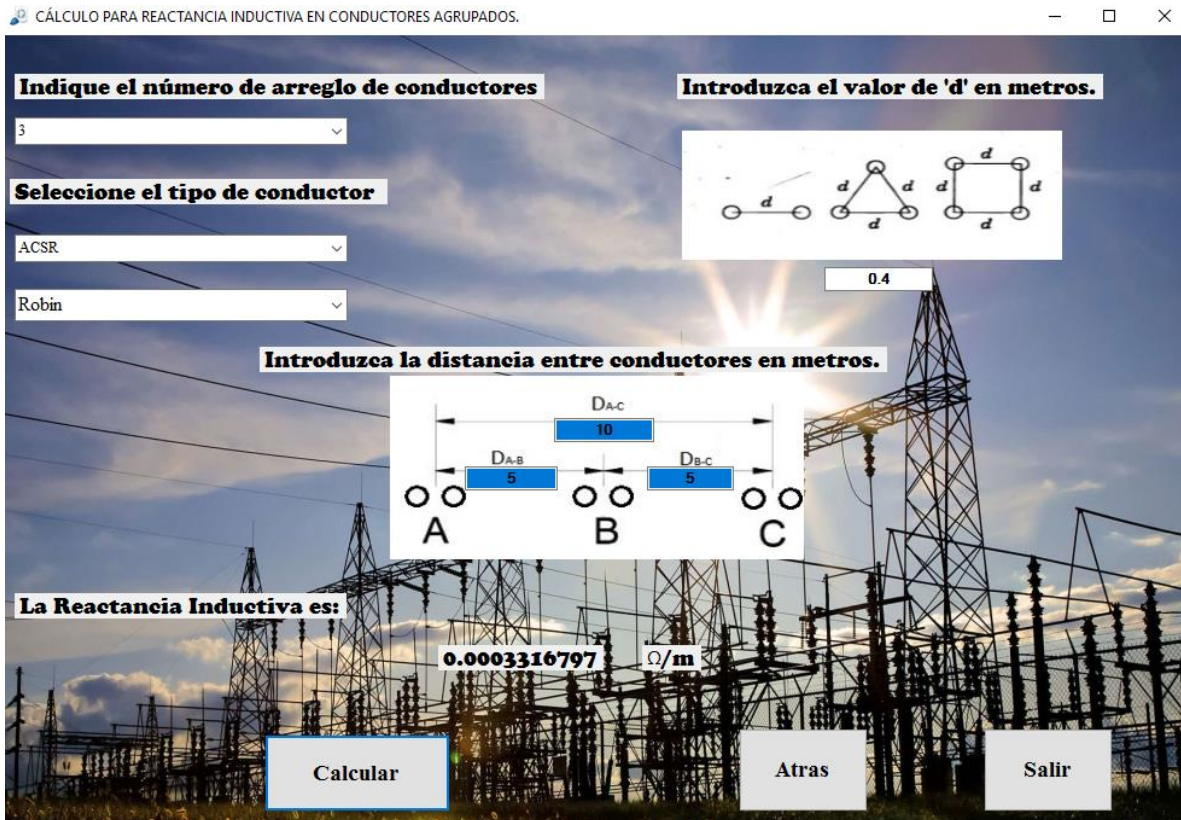 CÁLCULO PARA REACTANCIA INDUCTIVA EN CONDUCTORES AGRUPADOS.
Indique el número de arreglo de conductores
3
Seleccione el tipo de conductor
ACSR
Robin
Introduzca el valor de 'd' en metros.
d
d
d
d
d
d
d
d
0.4
Introduzca la distancia entre conductores en metros.
DA-C
10
DA-B
DB-C
5
5
A
B
C
La Reactancia Inductiva es:
0.0003316797
Ω/m
Calcular
Atras
Salir